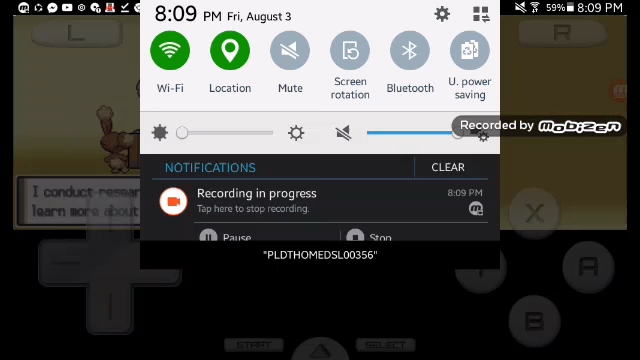 8:09 PM Fri, August 3
59% 8:09 PM
L
R
Wi-Fi
Location
Mute
Screen rotation
Bluetooth
U. power saving
Recorded by mobizen
NOTIFICATIONS
CLEAR
Recording in progress
8:09 PM
Tap here to stop recording.
Pause
Stop
I conduct resear
learn more about
"PLDTHOMEDSL00356"
X
Y
A
B
START
SELECT